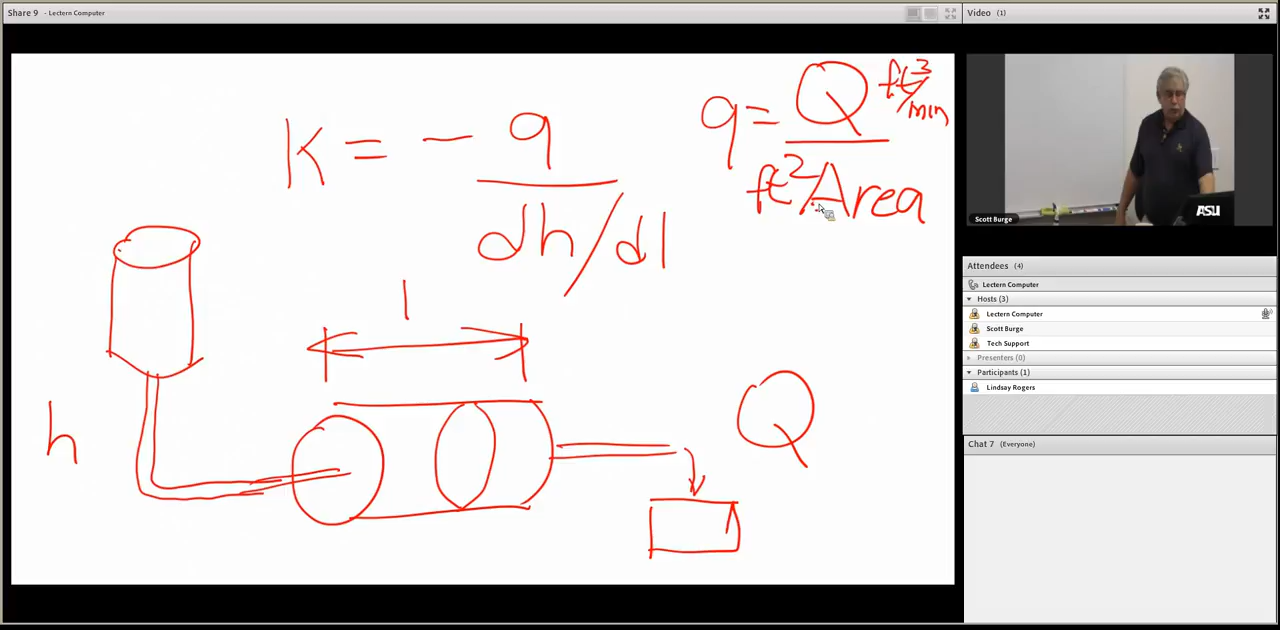 Share 9 - Lectern Computer
Video (1)
K = - q
dh/dl
q = Q ft3/min
ft2 Area
l
h
Q
Scott Burge
ASU
Attendees (4)
Lectern Computer
Hosts (3)
Lectern Computer
Scott Burge
Tech Support
Presenters (0)
Participants (1)
Lindsay Rogers
Chat 7 (Everyone)